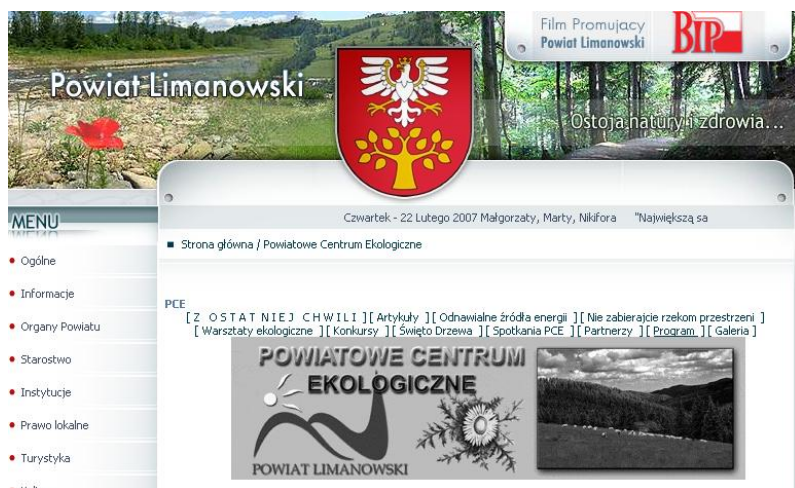 Film Promujacy
Powiat Limanowski
BIP
Powiat Limanowski
Ostoja natury i zdrowia...
MENU
Czwartek - 22 Lutego 2007 Małgorzaty, Marty, Nikifora "Największą sa
Strona główna / Powiatowe Centrum Ekologiczne
Ogólne
Informacje
Organy Powiatu
Starostwo
Instytucje
Prawo lokalne
Turystyka
PCE
[ Z OSTATNIEJ CHWILI ] [ Artykuły ] [ Odnawialne źródła energii ] [ Nie zabierajcie rzekom przestrzeni ]
[ Warsztaty ekologiczne ] [ Konkursy ] [ Święto Drzewa ] [ Spotkania PCE ] [ Partnerzy ] [ Program ] [ Galeria ]
POWIATOWE CENTRUM
EKOLOGICZNE
POWIAT LIMANOWSKI